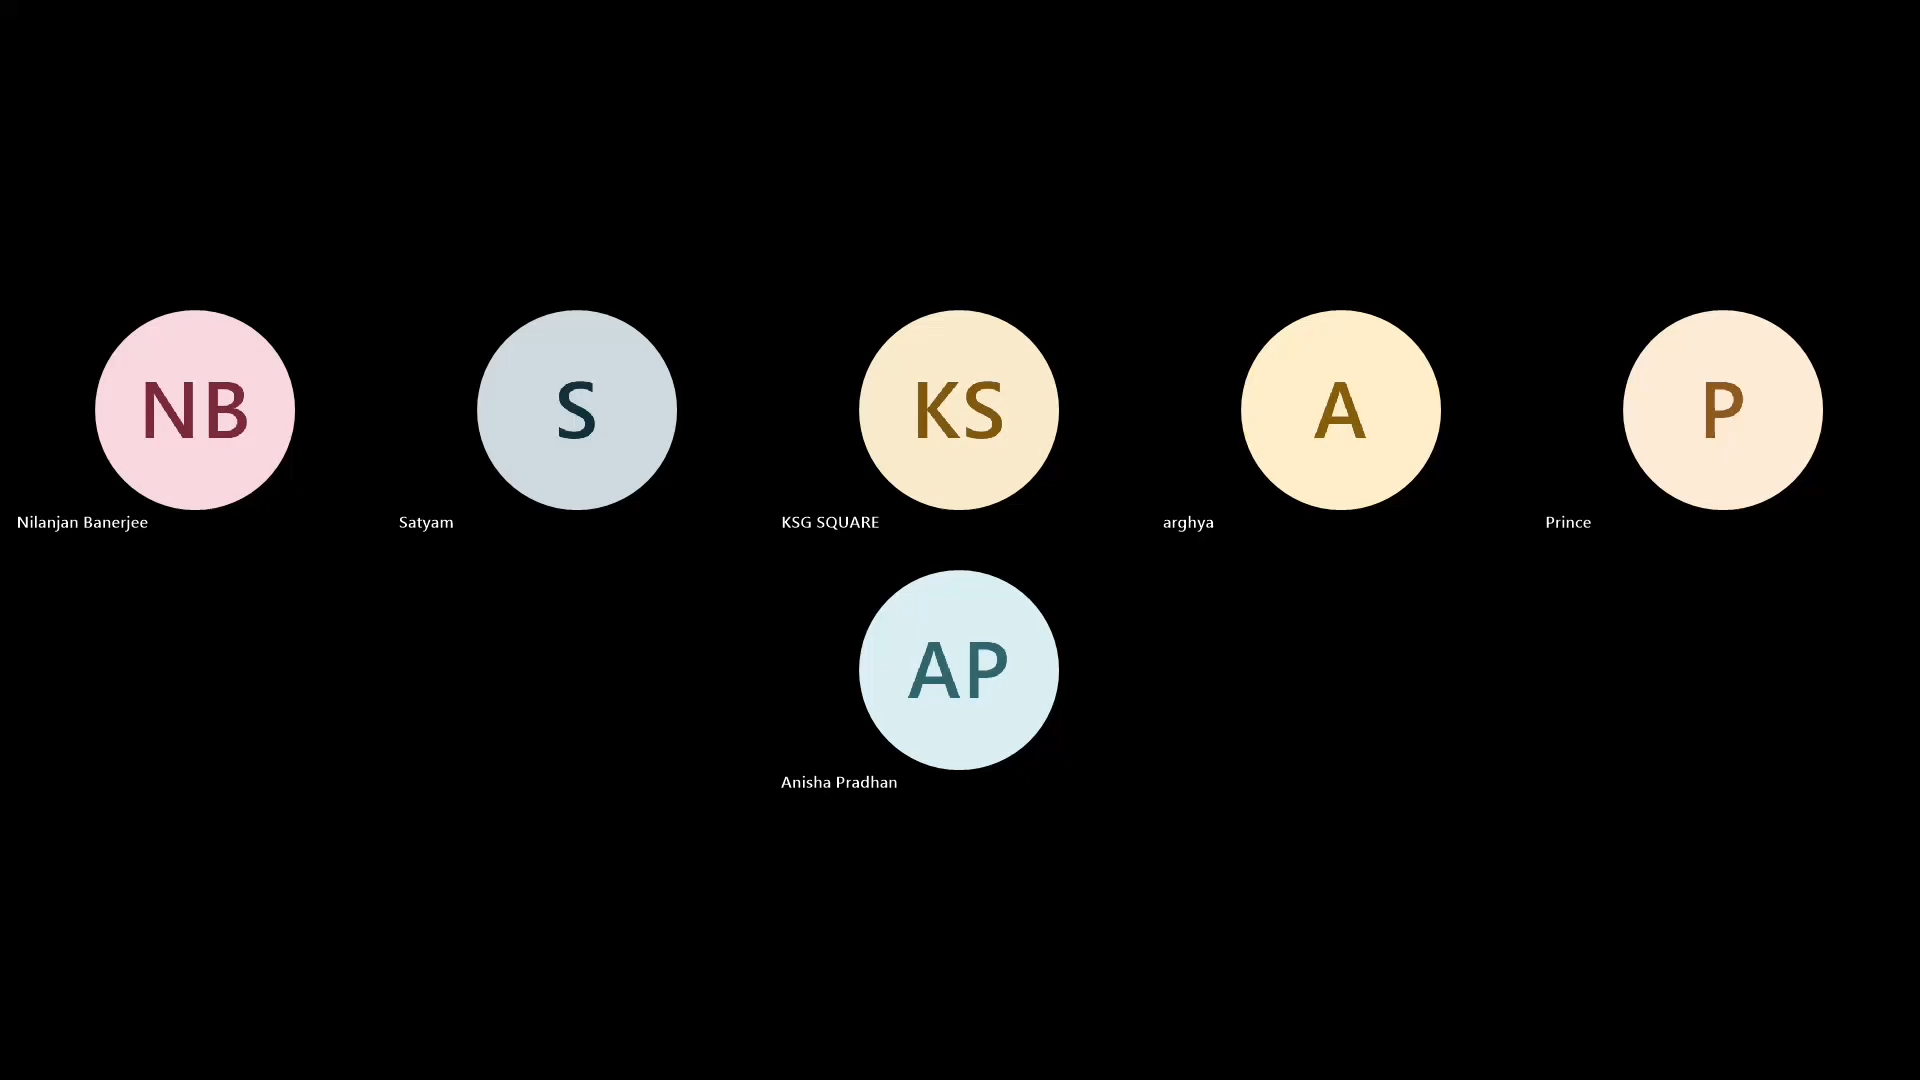 NB
S
KS
A
P
Nilanjan Banerjee
Satyam
KSG SQUARE
arghya
Prince
AP
Anisha Pradhan